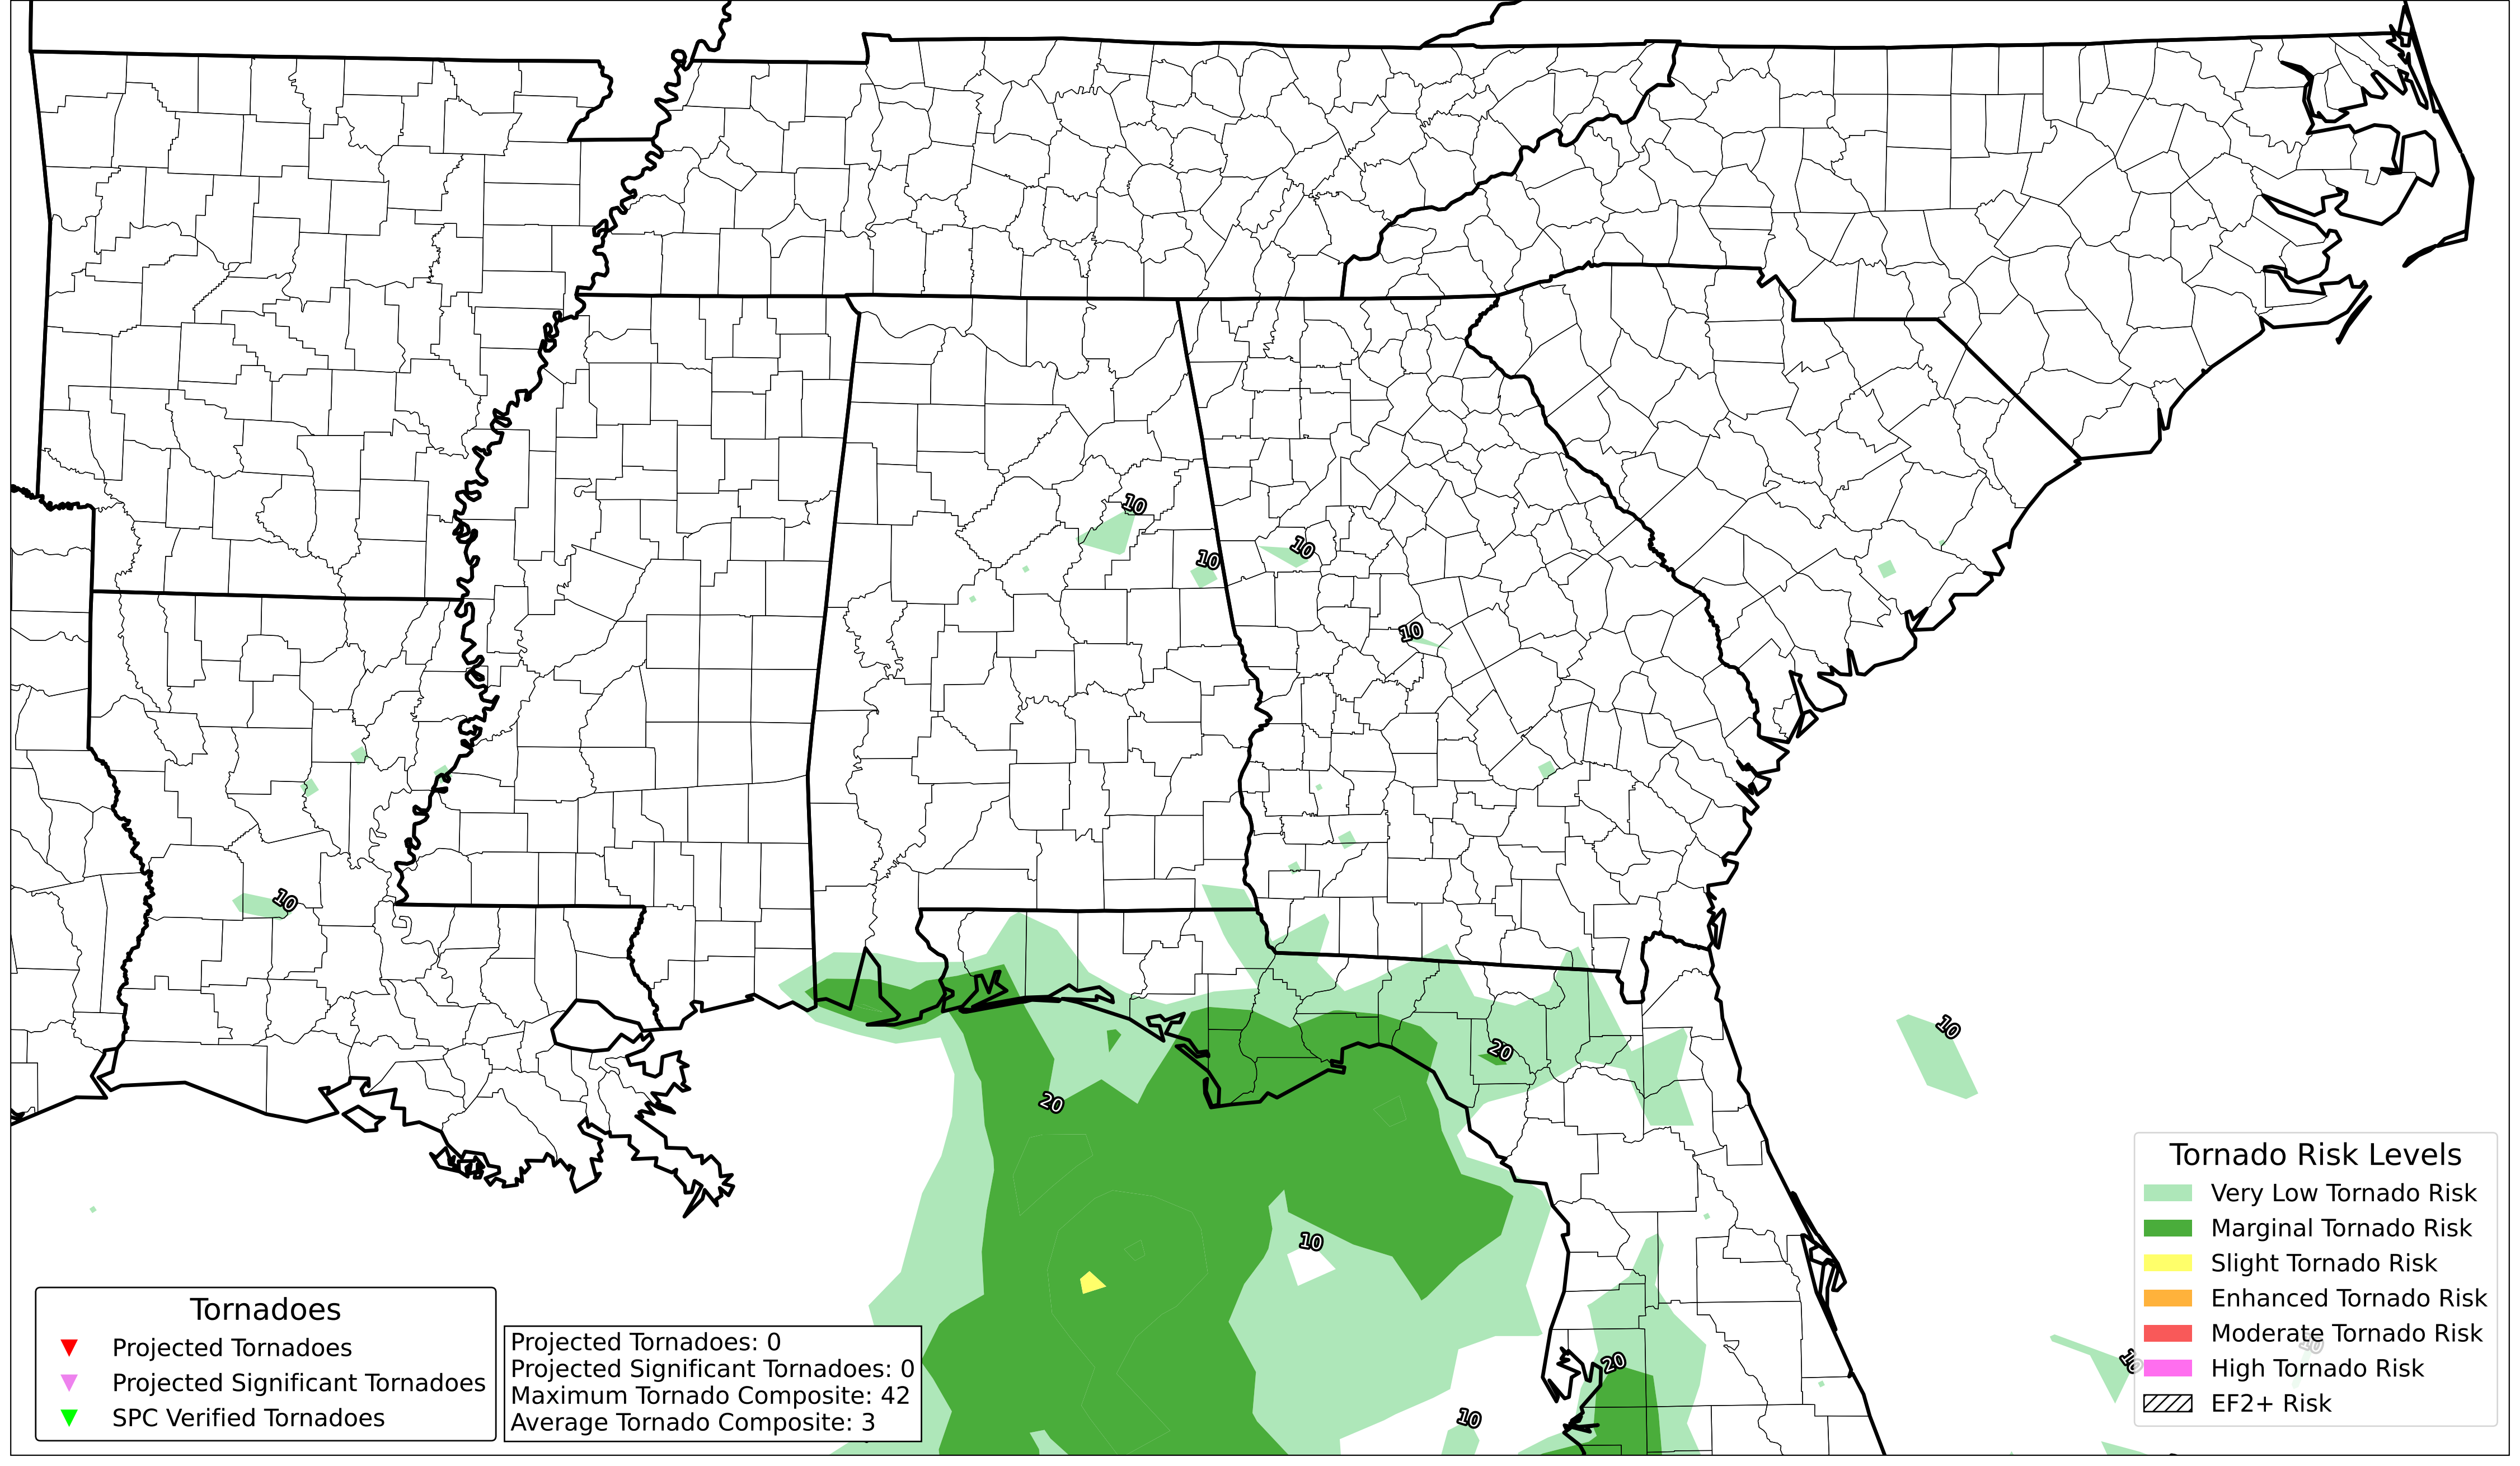 10
10
10
10
10
10
20
20
10
10
20
10
10
Tornado Risk Levels
Very Low Tornado Risk
Marginal Tornado Risk
Slight Tornado Risk
Enhanced Tornado Risk
Moderate Tornado Risk
High Tornado Risk
EF2+ Risk
Tornadoes
Projected Tornadoes
Projected Significant Tornadoes
SPC Verified Tornadoes
Projected Tornadoes: 0
Projected Significant Tornadoes: 0
Maximum Tornado Composite: 42
Average Tornado Composite: 3